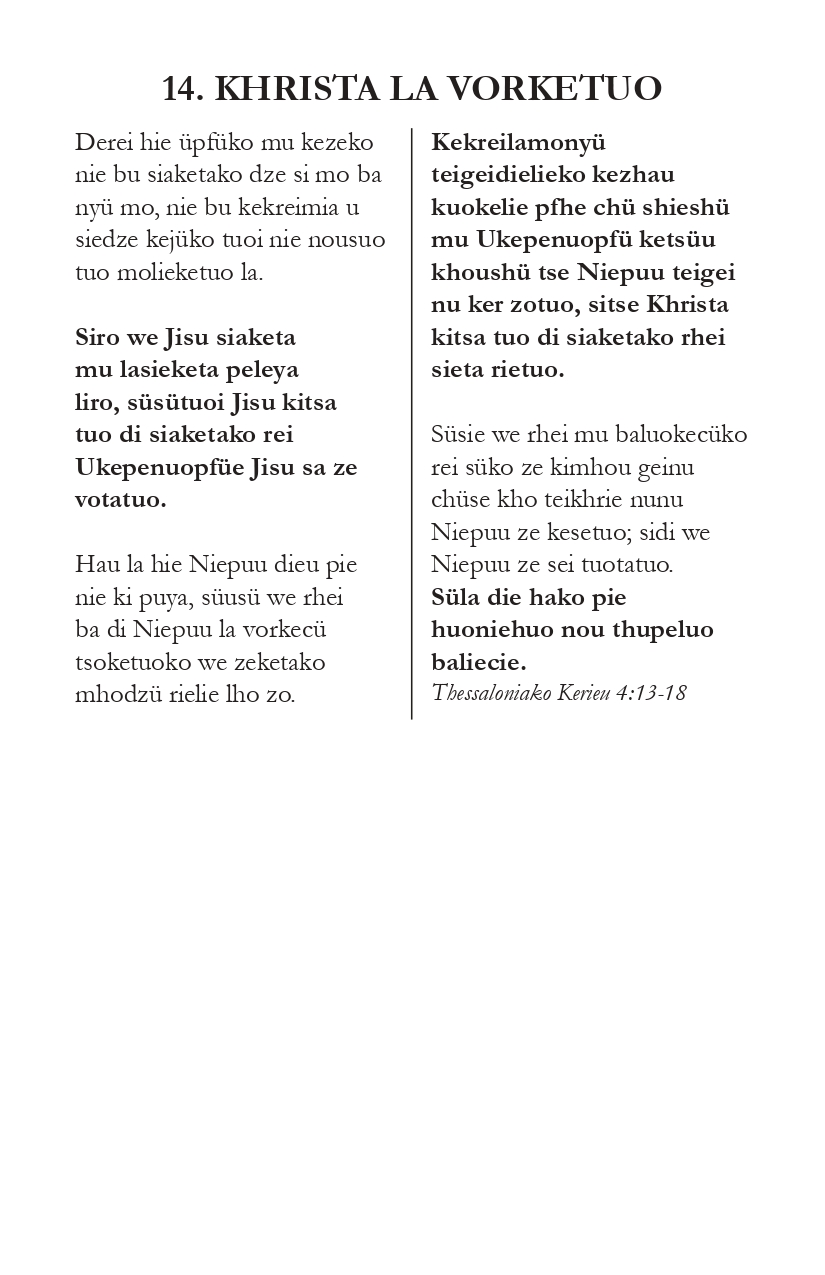 14. KHRISTA LA VORKETUO
Derei hie üpfüko mu kezeko
nie bu siaketako dze si mo ba
nyü mo, nie bu kekreimia u
siedze kejüko tuoi nie nousuo
tuo molieketuo la.
Siro we Jisu siaketa
mu lasieketa peleya
liro, süsütuoi Jisu kitsa
tuo di siaketako rei
Ukepenuopfüe Jisu sa ze
votatuo.
Hau la hie Niepuu dieu pie
nie ki puya, süusü we rhei
ba di Niepuu la vorkecü
tsoketuoko we zeketako
mhodzü rielie lho zo.
Kekreilamonyü
teigeidielieko kezhau
kuokelie pfhe chü shieshü
mu Ukepenuopfü ketsüu
khoushü tse Niepuu teigei
nu ker zotuo, sitse Khrista
kitsa tuo di siaketako rhei
sieta rietuo.
Süsie we rhei mu baluokecüko
rei süko ze kimhou geinu
chüse kho teikhrie nunu
Niepuu ze kesetuo; sidi we
Niepuu ze sei tuotatuo.
Süla die hako pie
huoniehuo nou thupeluo
baliecie.
Thessaloniako Kerieu 4:13-18